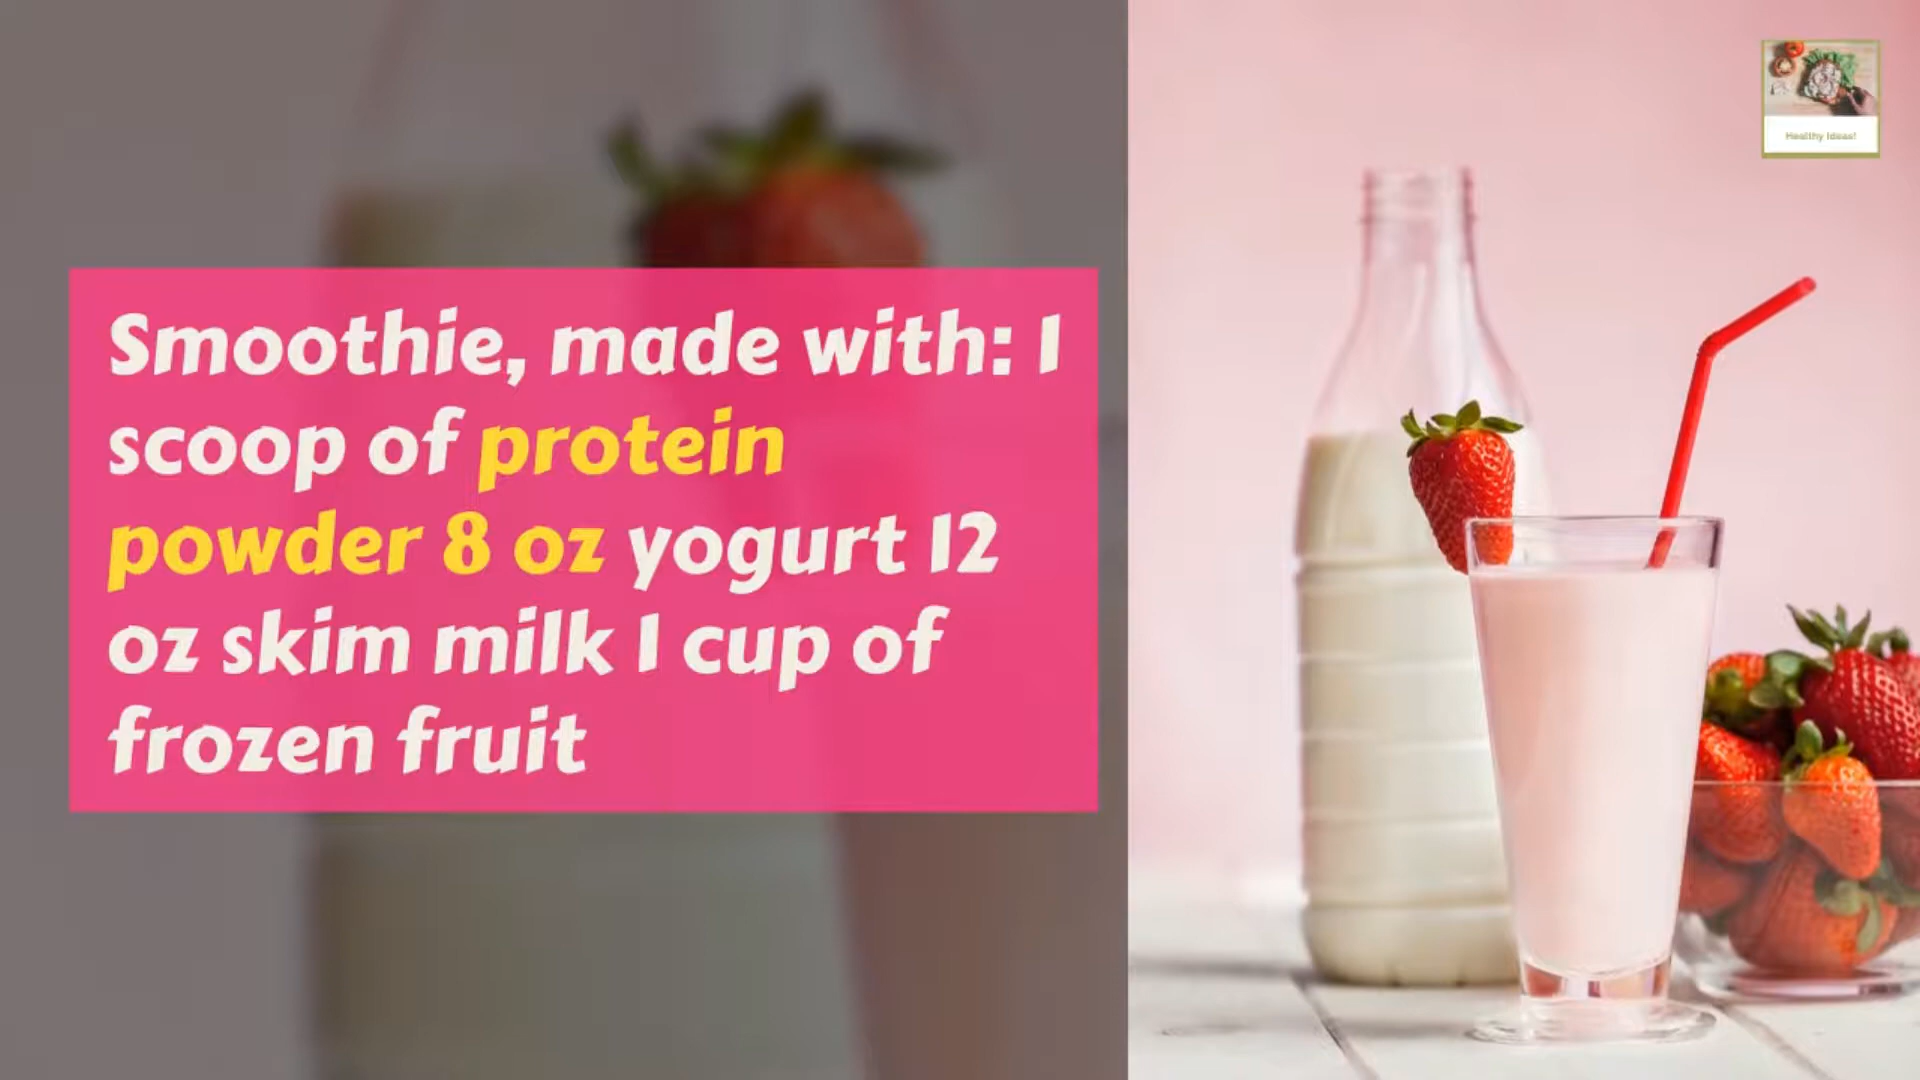 Smoothie, made with: 1
scoop of protein
powder 8 oz yogurt 12
oz skim milk 1 cup of
frozen fruit
Healthy Ideas!